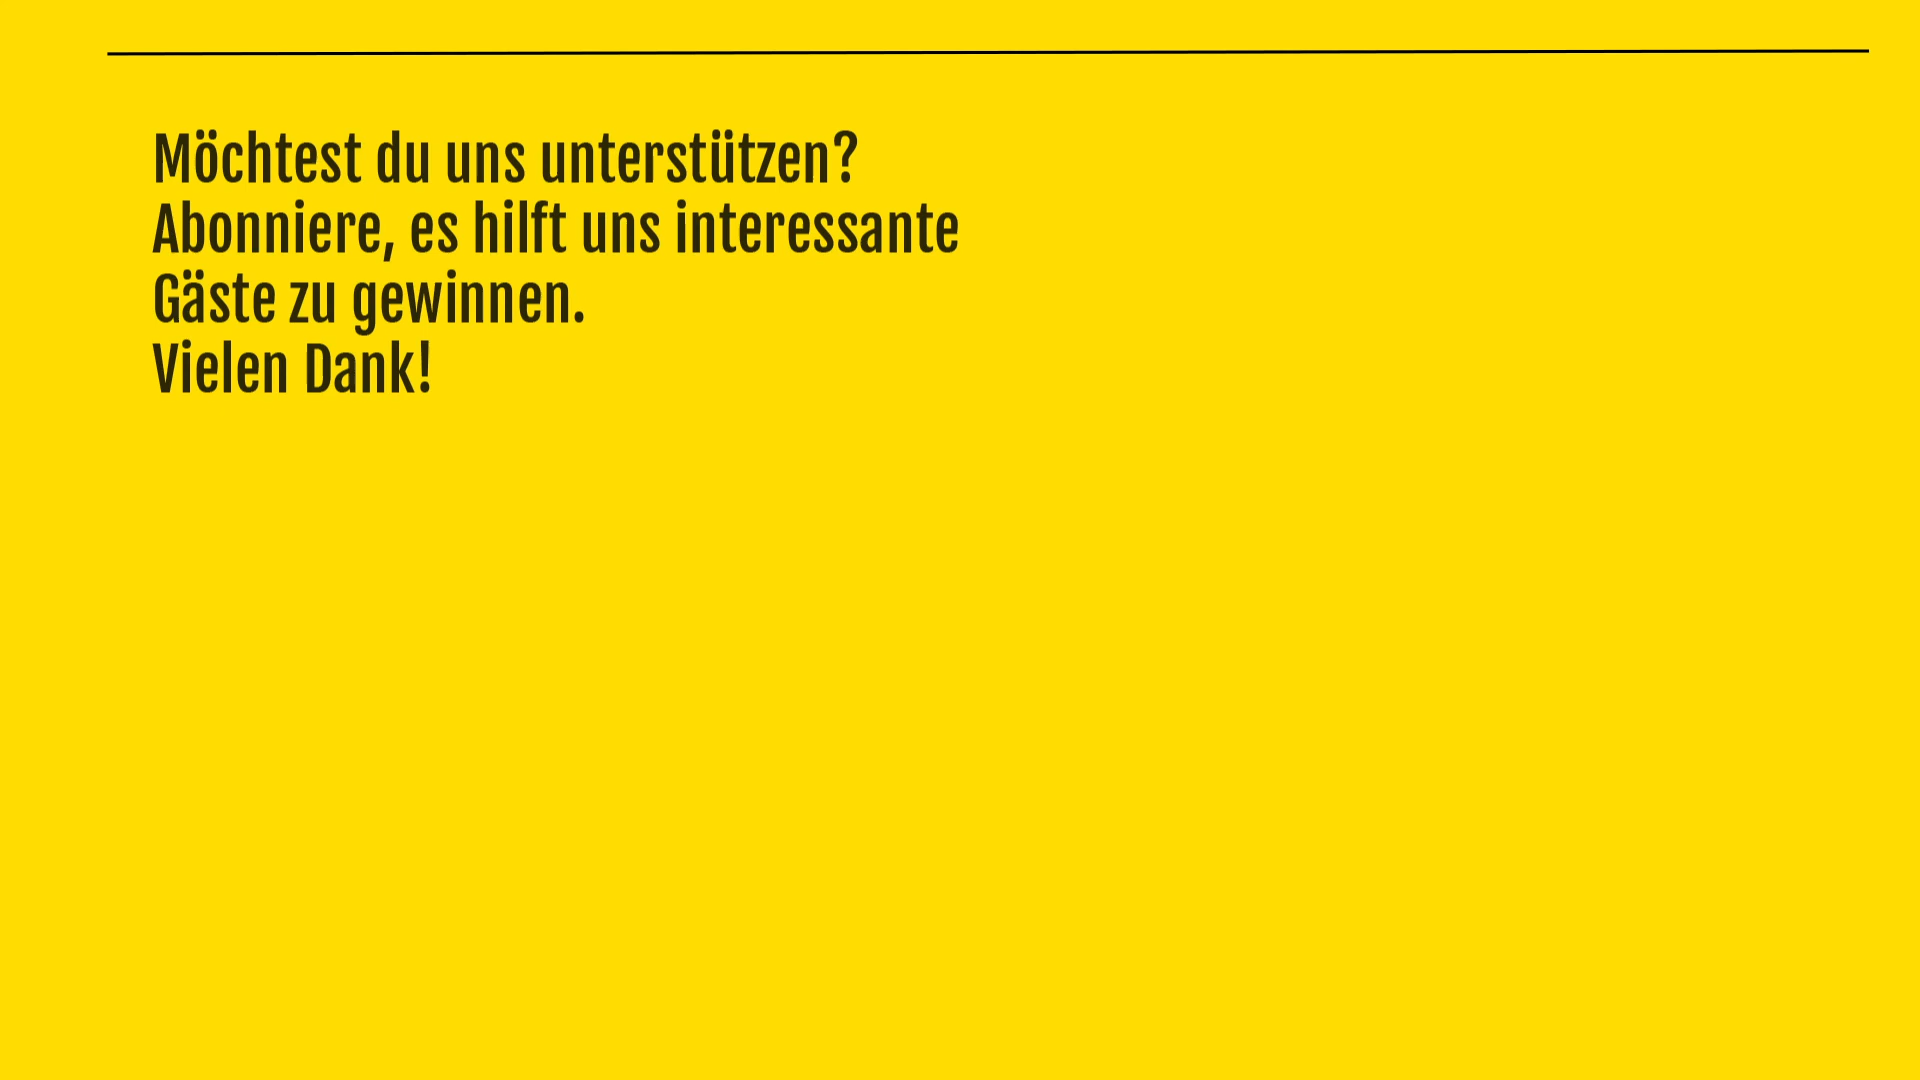 Möchtest du uns unterstützen?
Abonniere, es hilft uns interessante
Gäste zu gewinnen.
Vielen Dank!